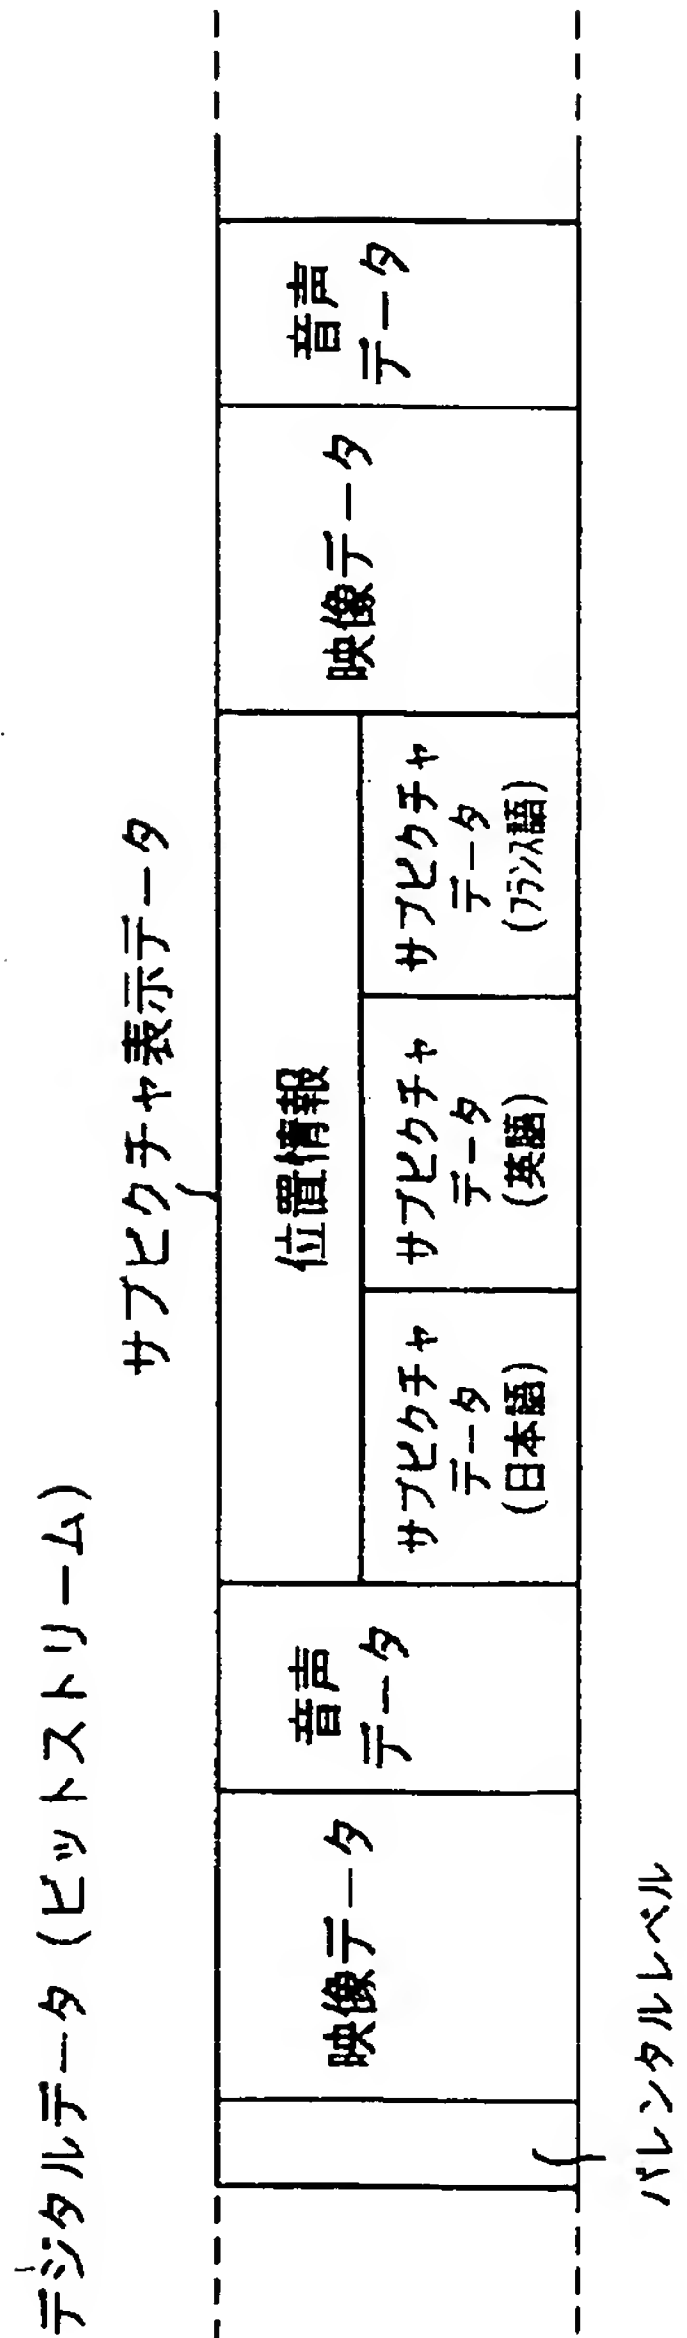 デジタルデータ (ビットストリーム)
サブピクチャ表示データ
映像データ
音声
データ
位置情報
サブピクチャ
データ
(日本語)
サブピクチャ
データ
(英語)
サブピクチャ
データ
(フランス語)
映像データ
音声
データ
パレンタルレベル